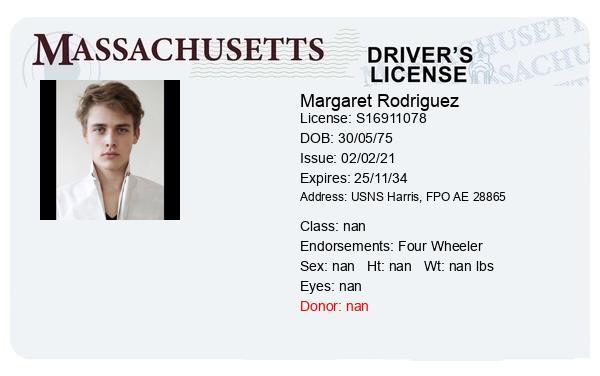 MASSACHUSETTS
DRIVER'S
LICENSE
Margaret Rodriguez
License: S16911078
DOB: 30/05/75
Issue: 02/02/21
Expires: 25/11/34
Address: USNS Harris, FPO AE 28865
Class: nan
Endorsements: Four Wheeler
Sex: nan Ht: nan Wt: nan lbs
Eyes: nan
Donor: nan